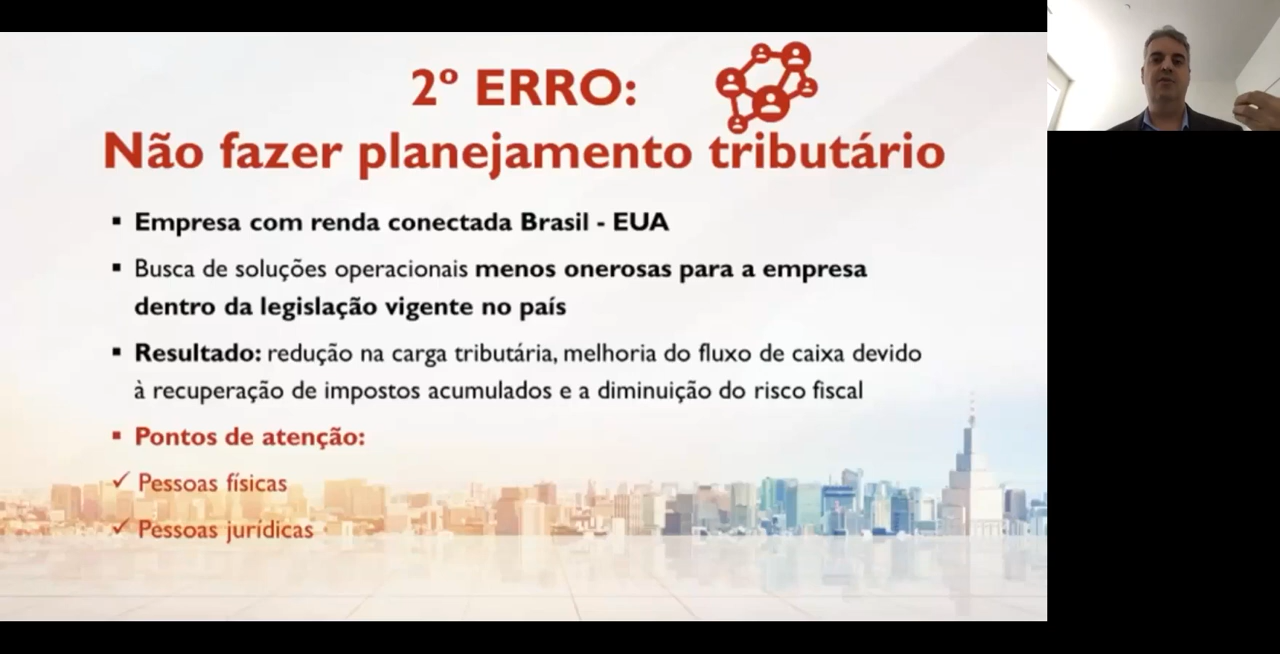 2º ERRO:
Não fazer planejamento tributário
▪ Empresa com renda conectada Brasil - EUA
▪ Busca de soluções operacionais menos onerosas para a empresa
dentro da legislação vigente no país
▪ Resultado: redução na carga tributária, melhoria do fluxo de caixa devido
à recuperação de impostos acumulados e a diminuição do risco fiscal
▪ Pontos de atenção:
✓ Pessoas físicas
✓ Pessoas jurídicas